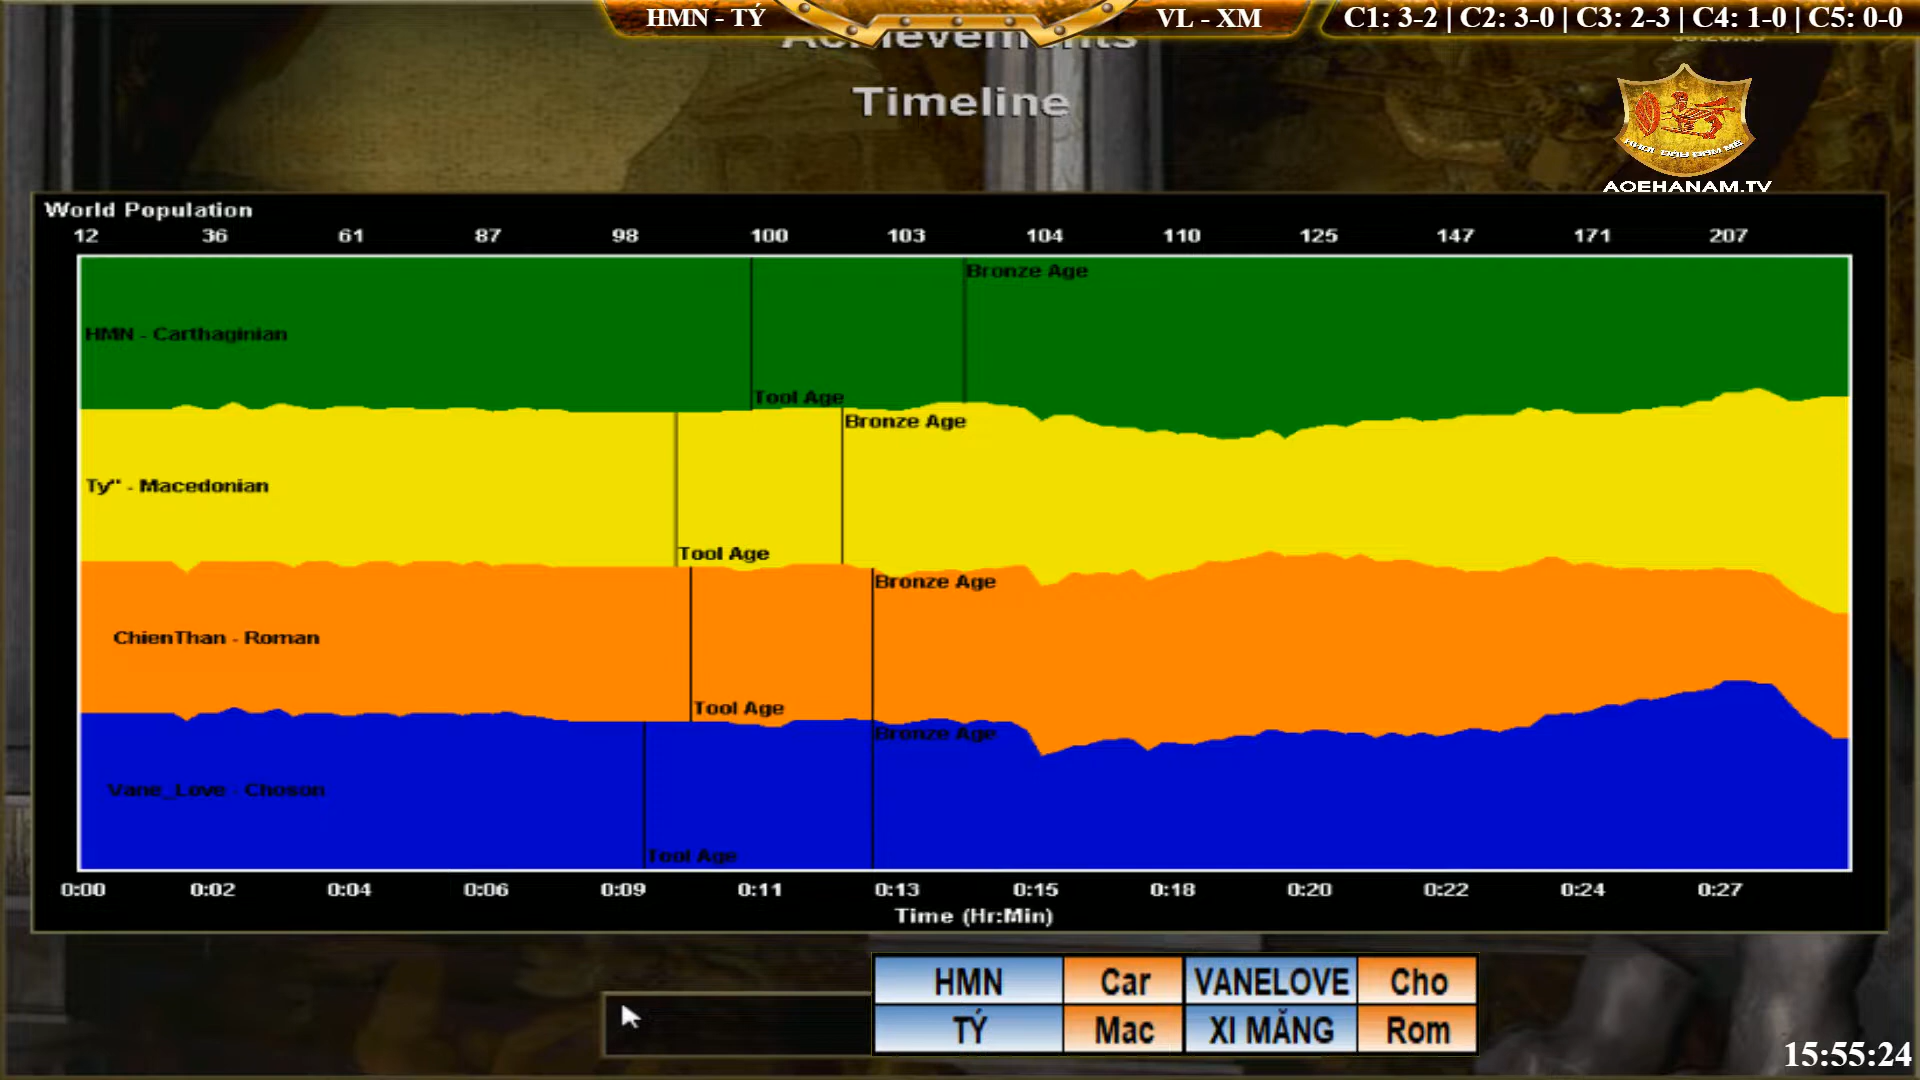 HMN - TÝ
VL - XM
C1: 3-2 | C2: 3-0 | C3: 2-3 | C4: 1-0 | C5: 0-0
Achievements
Timeline
AOEHANAM.TV
World Population
12 36 61 87 98 100 103 104 110 125 147 171 207
Bronze Age
HMN - Carthaginian
Tool Age
Bronze Age
Ty'' - Macedonian
Tool Age
Bronze Age
ChienThan - Roman
Tool Age
Bronze Age
Vane_Love - Choson
Tool Age
0:00 0:02 0:04 0:06 0:09 0:11 0:13 0:15 0:18 0:20 0:22 0:24 0:27
Time (Hr:Min)
HMN Car VANELOVE Cho
TÝ Mac XI MĂNG Rom
15:55:24